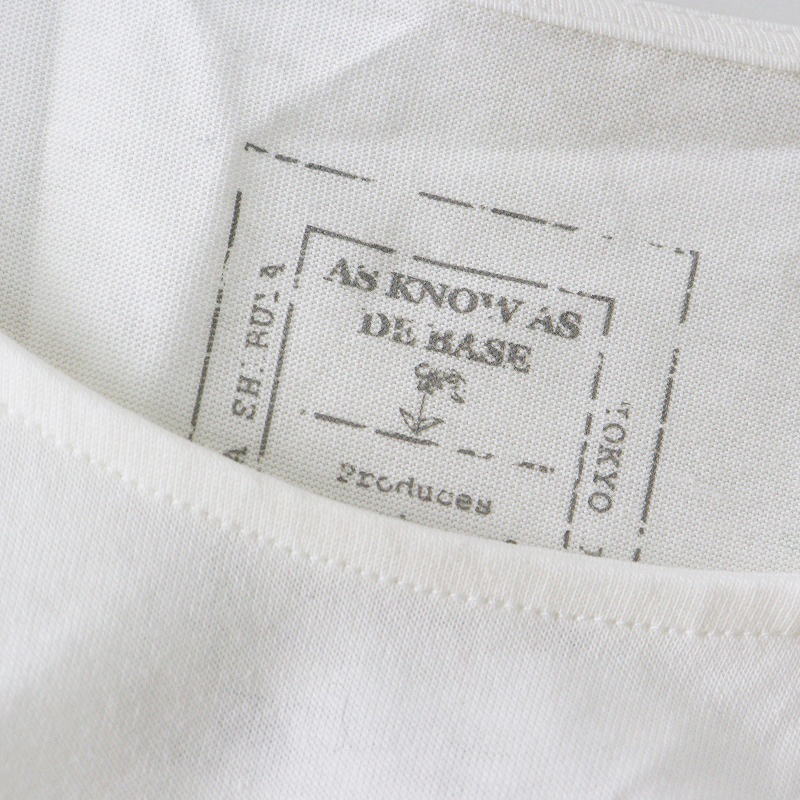 AS KNOW AS
DE BASE
Produces
TOKYO